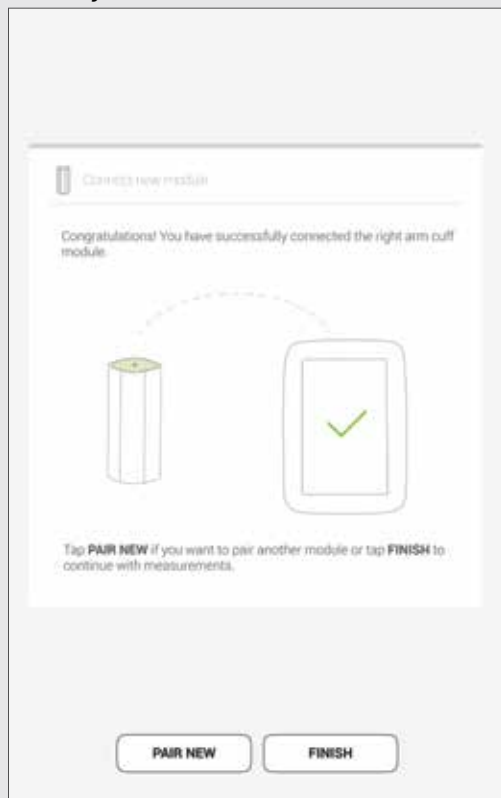 Connect new module
Congratulations! You have successfully connected the right arm cuff
module.
Tap PAIR NEW if you want to pair another module or tap FINISH to
continue with measurements.
PAIR NEW
FINISH